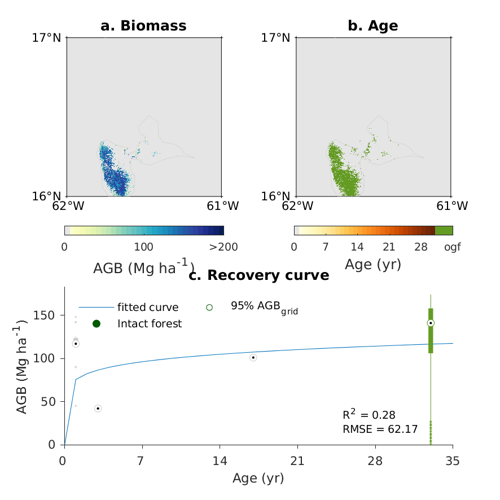 a. Biomass
b. Age
17°N
17°N
16°N
16°N
62°W
61°W
62°W
61°W
0
100
>200
0
7
14
21
28
ogf
AGB (Mg ha⁻¹)
Age (yr)
c. Recovery curve
fitted curve
95% AGB_grid
Intact forest
AGB (Mg ha⁻¹)
150
100
50
0
R² = 0.28
RMSE = 62.17
0
7
14
21
28
35
Age (yr)